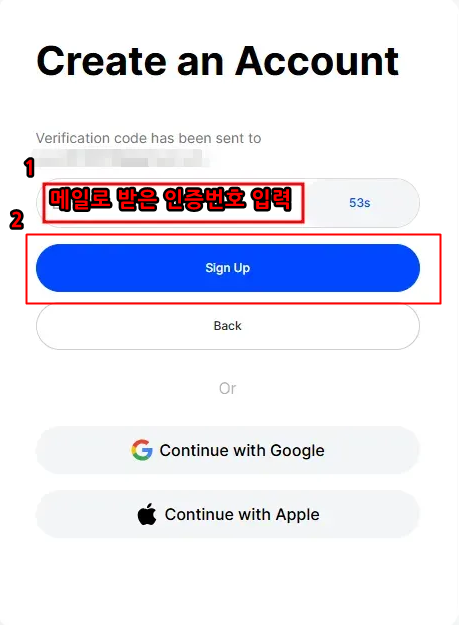 Create an Account
Verification code has been sent to
1
메일로 받은 인증번호 입력
53s
2
Sign Up
Back
Or
Continue with Google
Continue with Apple